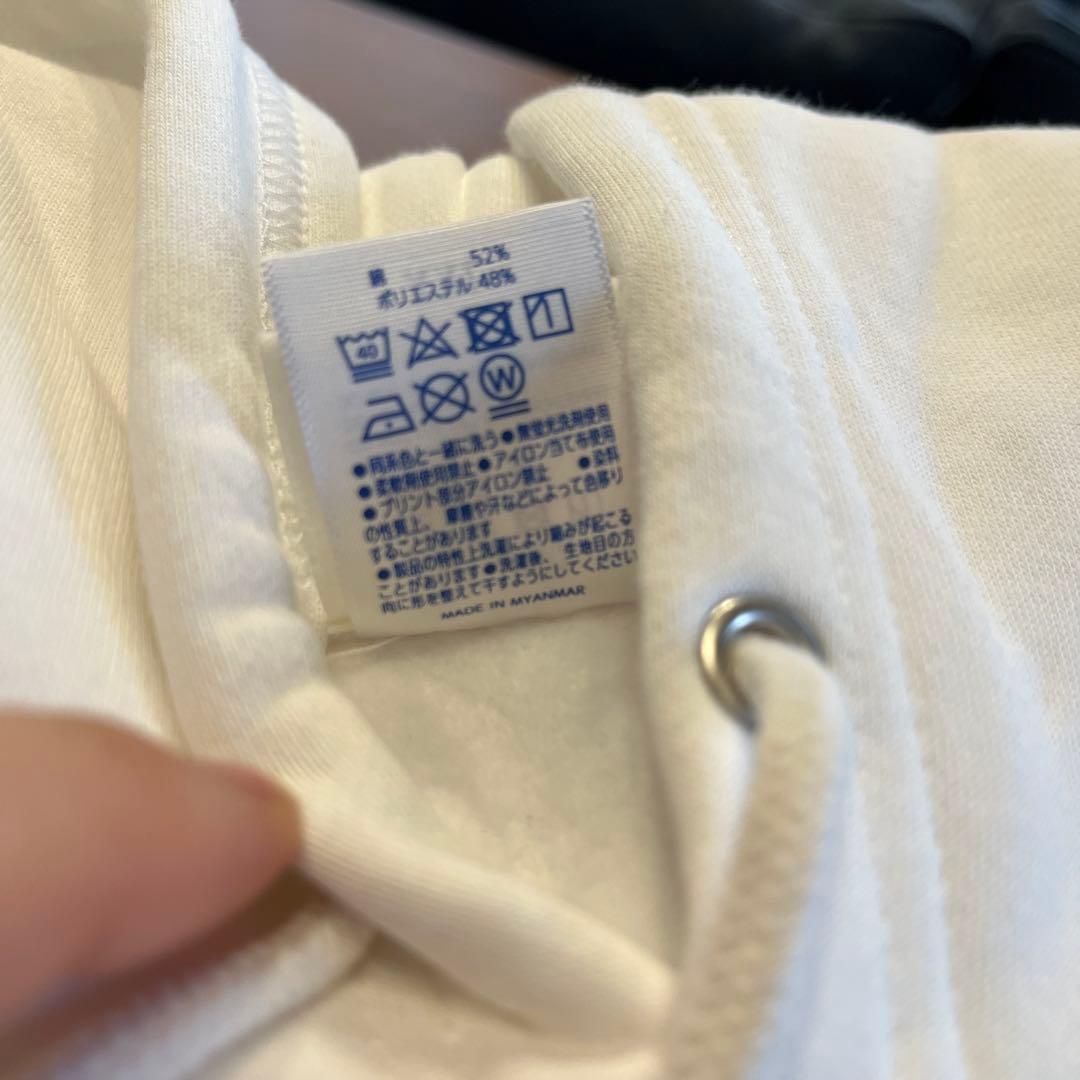 綿 52%
ポリエステル 48%
40
W
●同系色と一緒に洗う●無蛍光洗剤使用
●柔軟剤使用禁止●アイロン当て布使用
●プリント部分アイロン禁止 ●染料
の性質上、摩擦や汗などによって色移り
することがあります
●製品の特性上洗濯により縮みが起こる
ことがあります●洗濯後、生地目の方
向に形を整えて干すようにしてください
MADE IN MYANMAR